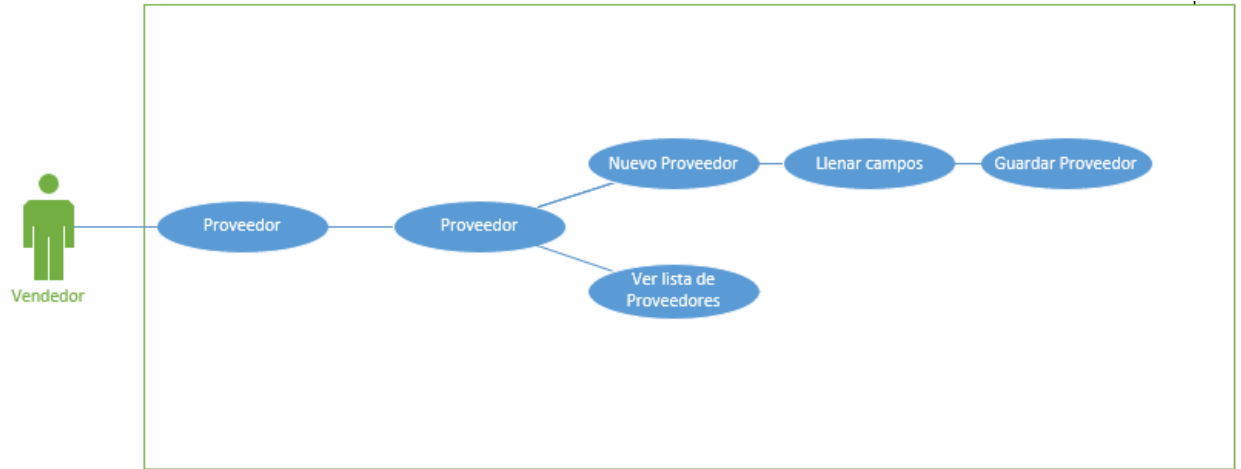 Vendedor
Proveedor
Proveedor
Nuevo Proveedor
Llenar campos
Guardar Proveedor
Ver lista de
Proveedores